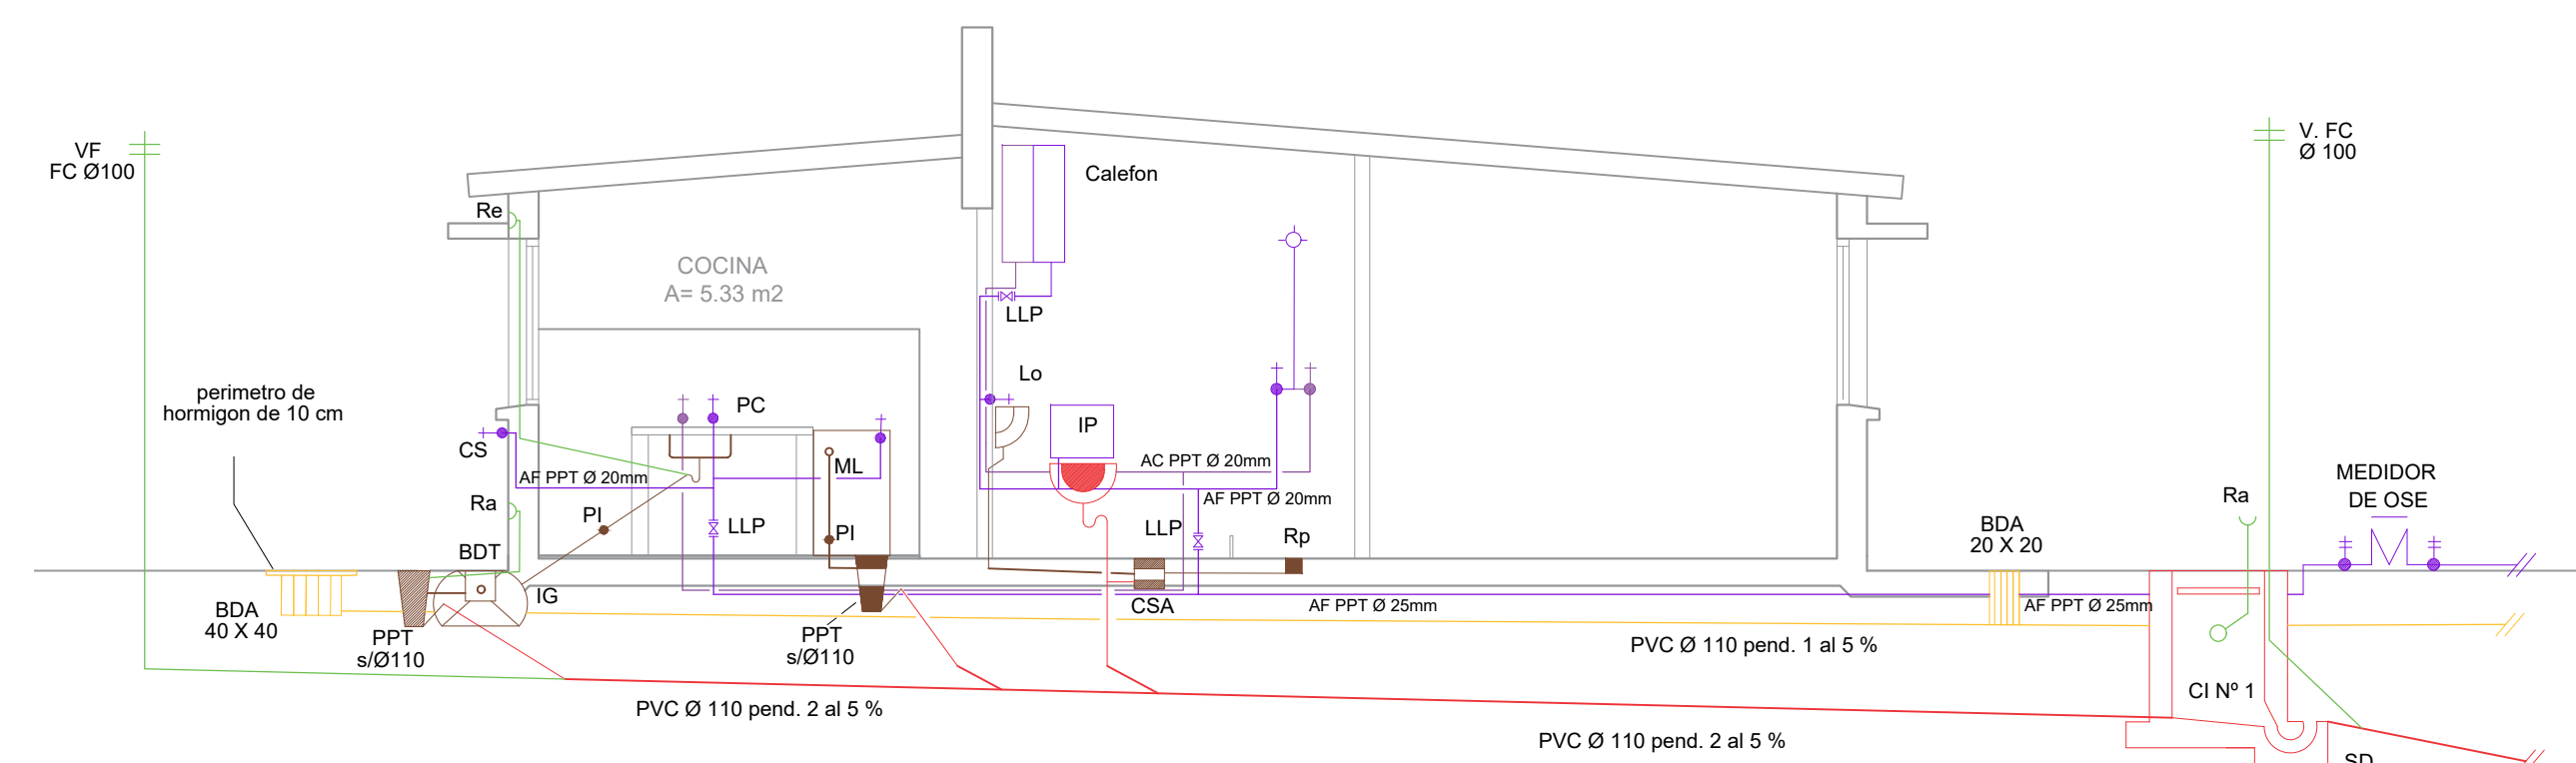 VF
FC Ø100
V. FC
Ø 100
Calefon
Re
COCINA
A= 5.33 m2
LLP
Lo
perimetro de
hormigon de 10 cm
PC
IP
CS
ML
AC PPT Ø 20mm
AF PPT Ø 20mm
AF PPT Ø 20mm
MEDIDOR
DE OSE
Ra
Ra
PI
LLP
PI
LLP
Rp
BDA
20 X 20
BDT
IG
BDA
40 X 40
CSA
AF PPT Ø 25mm
AF PPT Ø 25mm
PPT
s/Ø110
PPT
s/Ø110
PVC Ø 110 pend. 1 al 5 %
CI Nº 1
PVC Ø 110 pend. 2 al 5 %
PVC Ø 110 pend. 2 al 5 %
SD